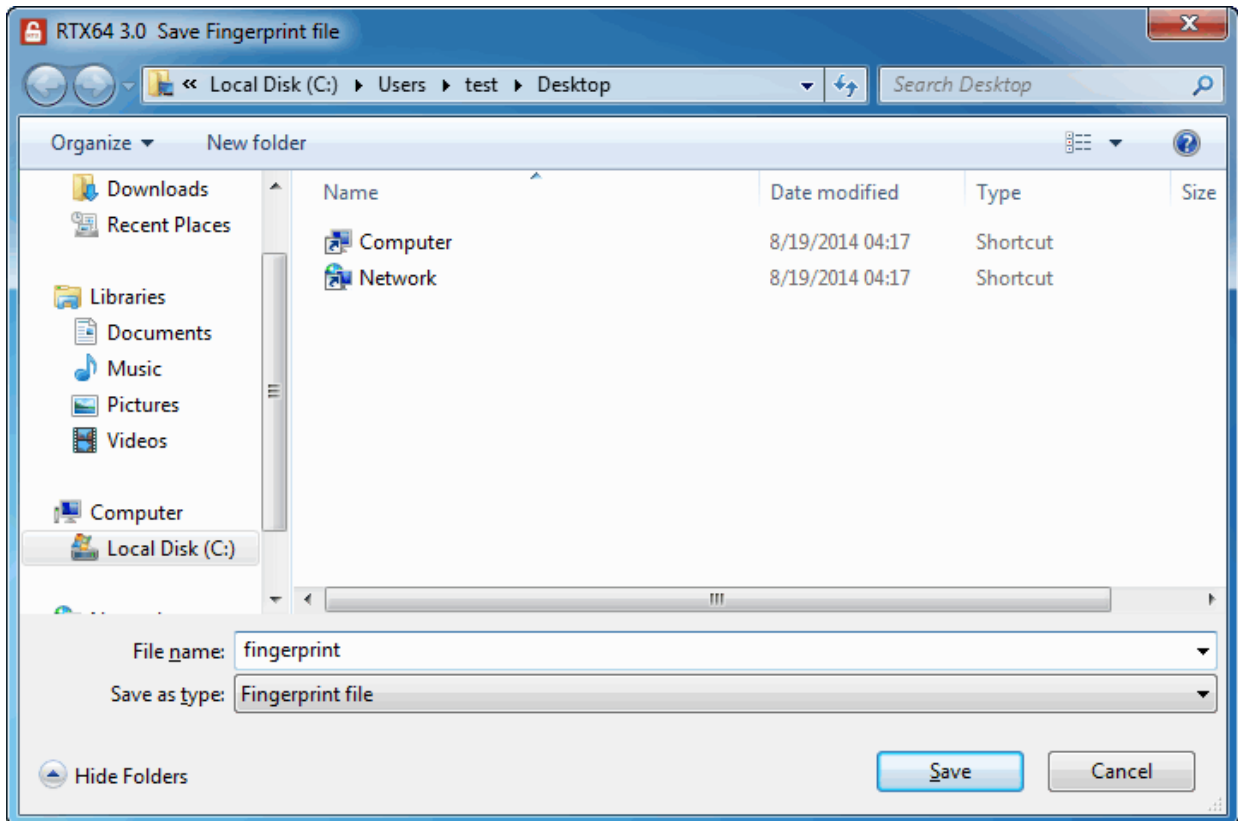 RTX64 3.0 Save Fingerprint file
« Local Disk (C:) ▸ Users ▸ test ▸ Desktop
Search Desktop
Organize ▾ New folder
Downloads
Recent Places
Libraries
Documents
Music
Pictures
Videos
Computer
Local Disk (C:)
Name Date modified Type Size
Computer 8/19/2014 04:17 Shortcut
Network 8/19/2014 04:17 Shortcut
File name: fingerprint
Save as type: Fingerprint file
Hide Folders
Save Cancel